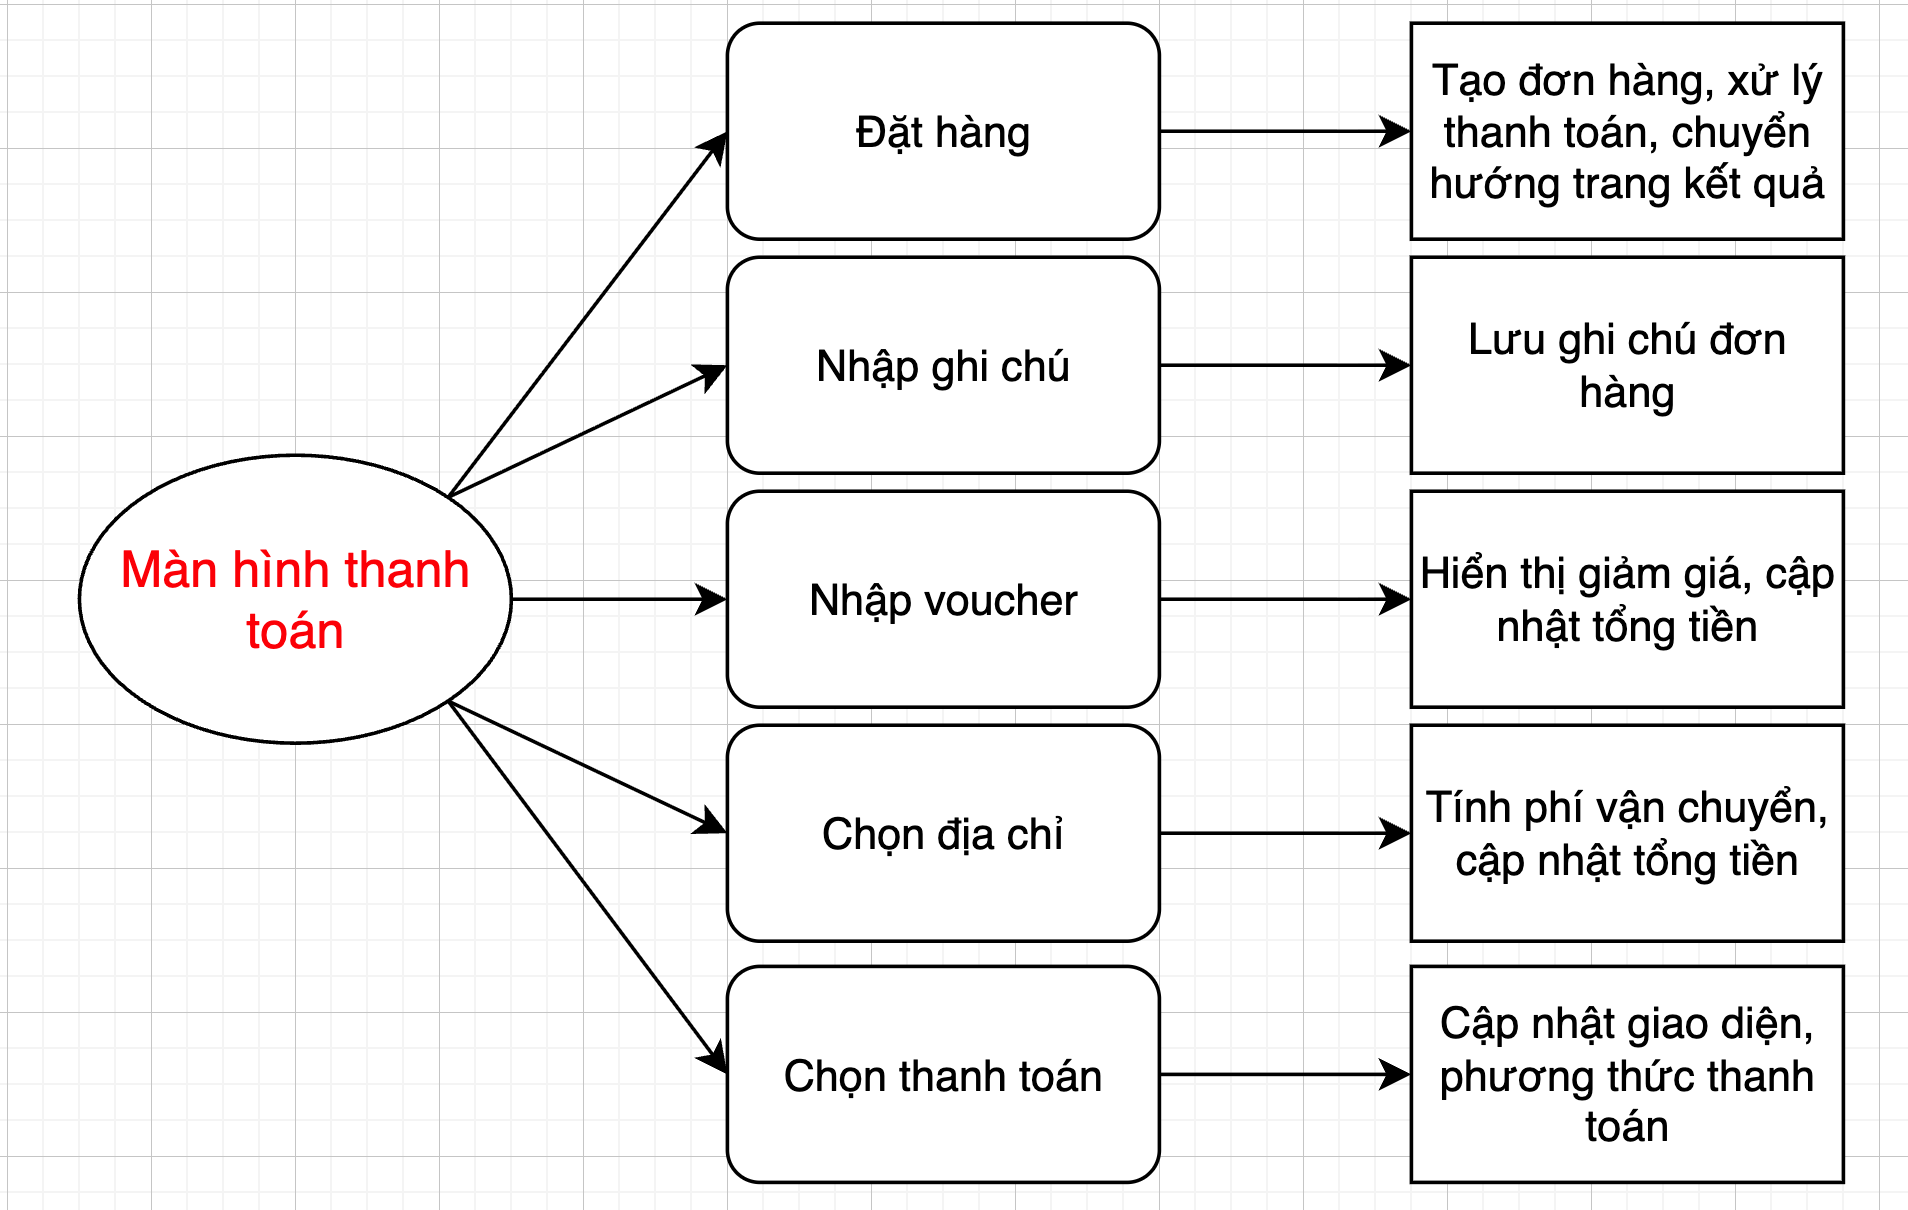 Màn hình thanh
toán
Đặt hàng
Tạo đơn hàng, xử lý
thanh toán, chuyển
hướng trang kết quả
Nhập ghi chú
Lưu ghi chú đơn
hàng
Nhập voucher
Hiển thị giảm giá, cập
nhật tổng tiền
Chọn địa chỉ
Tính phí vận chuyển,
cập nhật tổng tiền
Chọn thanh toán
Cập nhật giao diện,
phương thức thanh
toán